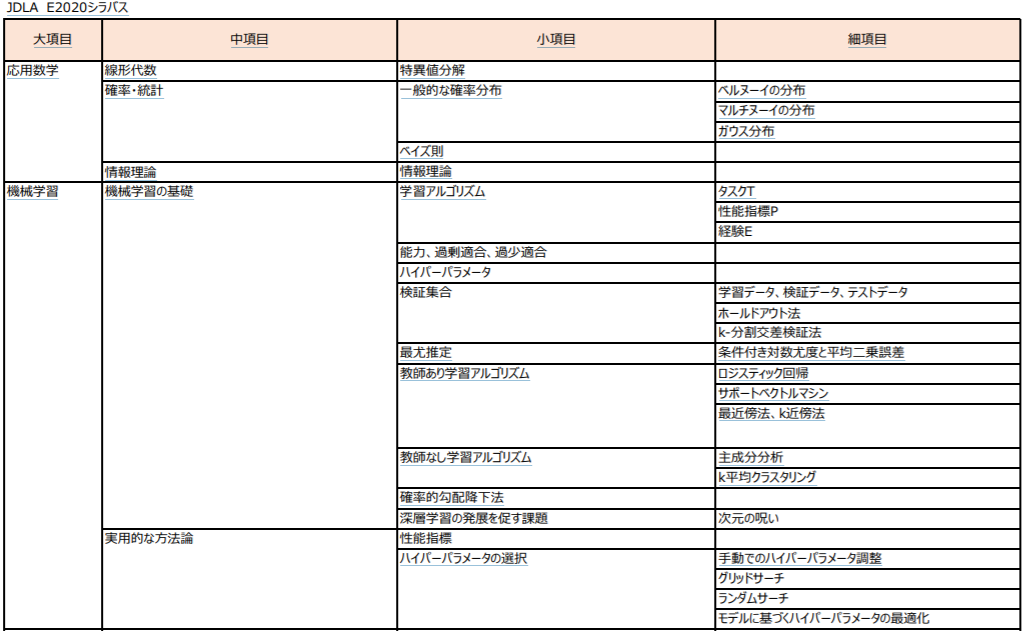 JDLA E2020シラバス
大項目 中項目 小項目 細項目
応用数学 線形代数 特異値分解
確率・統計 一般的な確率分布 ベルヌーイの分布
マルチヌーイの分布
ガウス分布
ベイズ則
情報理論 情報理論
機械学習 機械学習の基礎 学習アルゴリズム タスクT
性能指標P
経験E
能力、過剰適合、過少適合
ハイパーパラメータ
検証集合 学習データ、検証データ、テストデータ
ホールドアウト法
k-分割交差検証法
最尤推定 条件付き対数尤度と平均二乗誤差
教師あり学習アルゴリズム ロジスティック回帰
サポートベクトルマシン
最近傍法、k近傍法
教師なし学習アルゴリズム 主成分分析
k平均クラスタリング
確率的勾配降下法
深層学習の発展を促す課題 次元の呪い
実用的な方法論 性能指標
ハイパーパラメータの選択 手動でのハイパーパラメータ調整
グリッドサーチ
ランダムサーチ
モデルに基づくハイパーパラメータの最適化